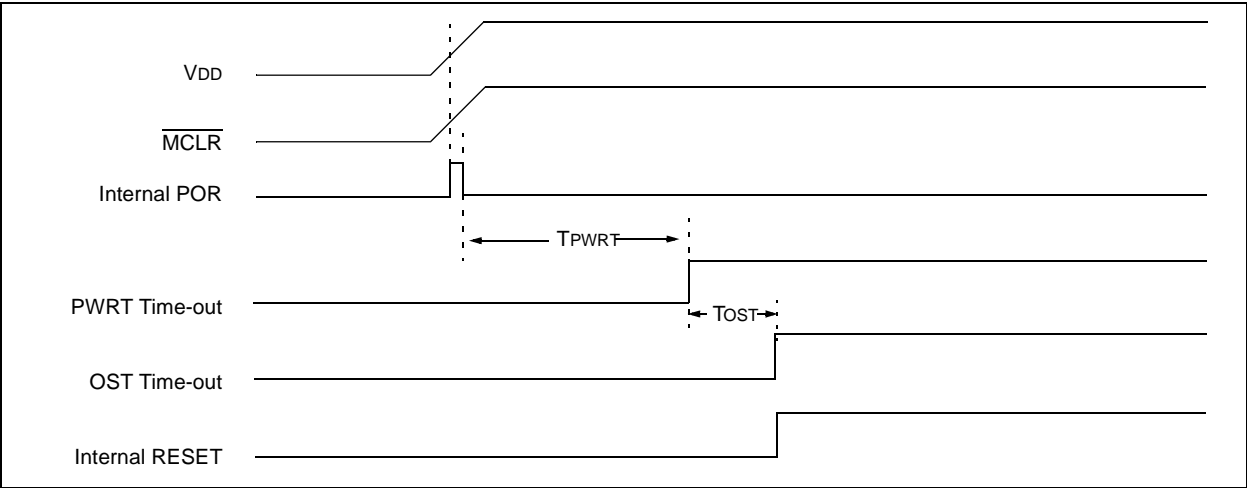 VDD
MCLR
Internal POR
TPWRT
PWRT Time-out
TOST
OST Time-out
Internal RESET